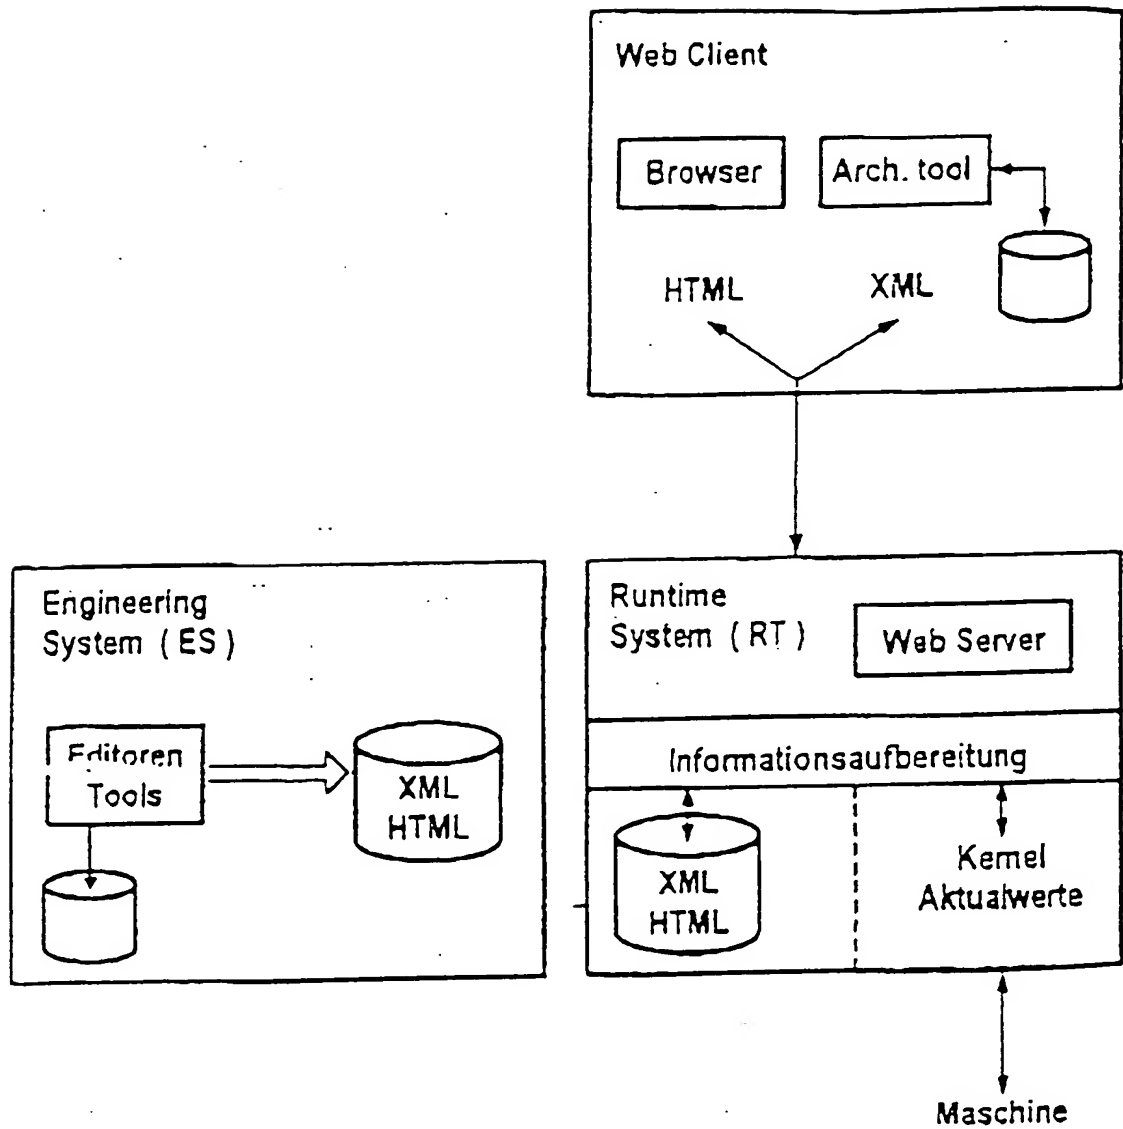 Web Client
Browser
Arch. tool
HTML
XML
Engineering
System (ES)
Editoren
Tools
XML
HTML
Runtime
System (RT)
Web Server
Informationsaufbereitung
XML
HTML
Kernel
Aktualwerte
Maschine